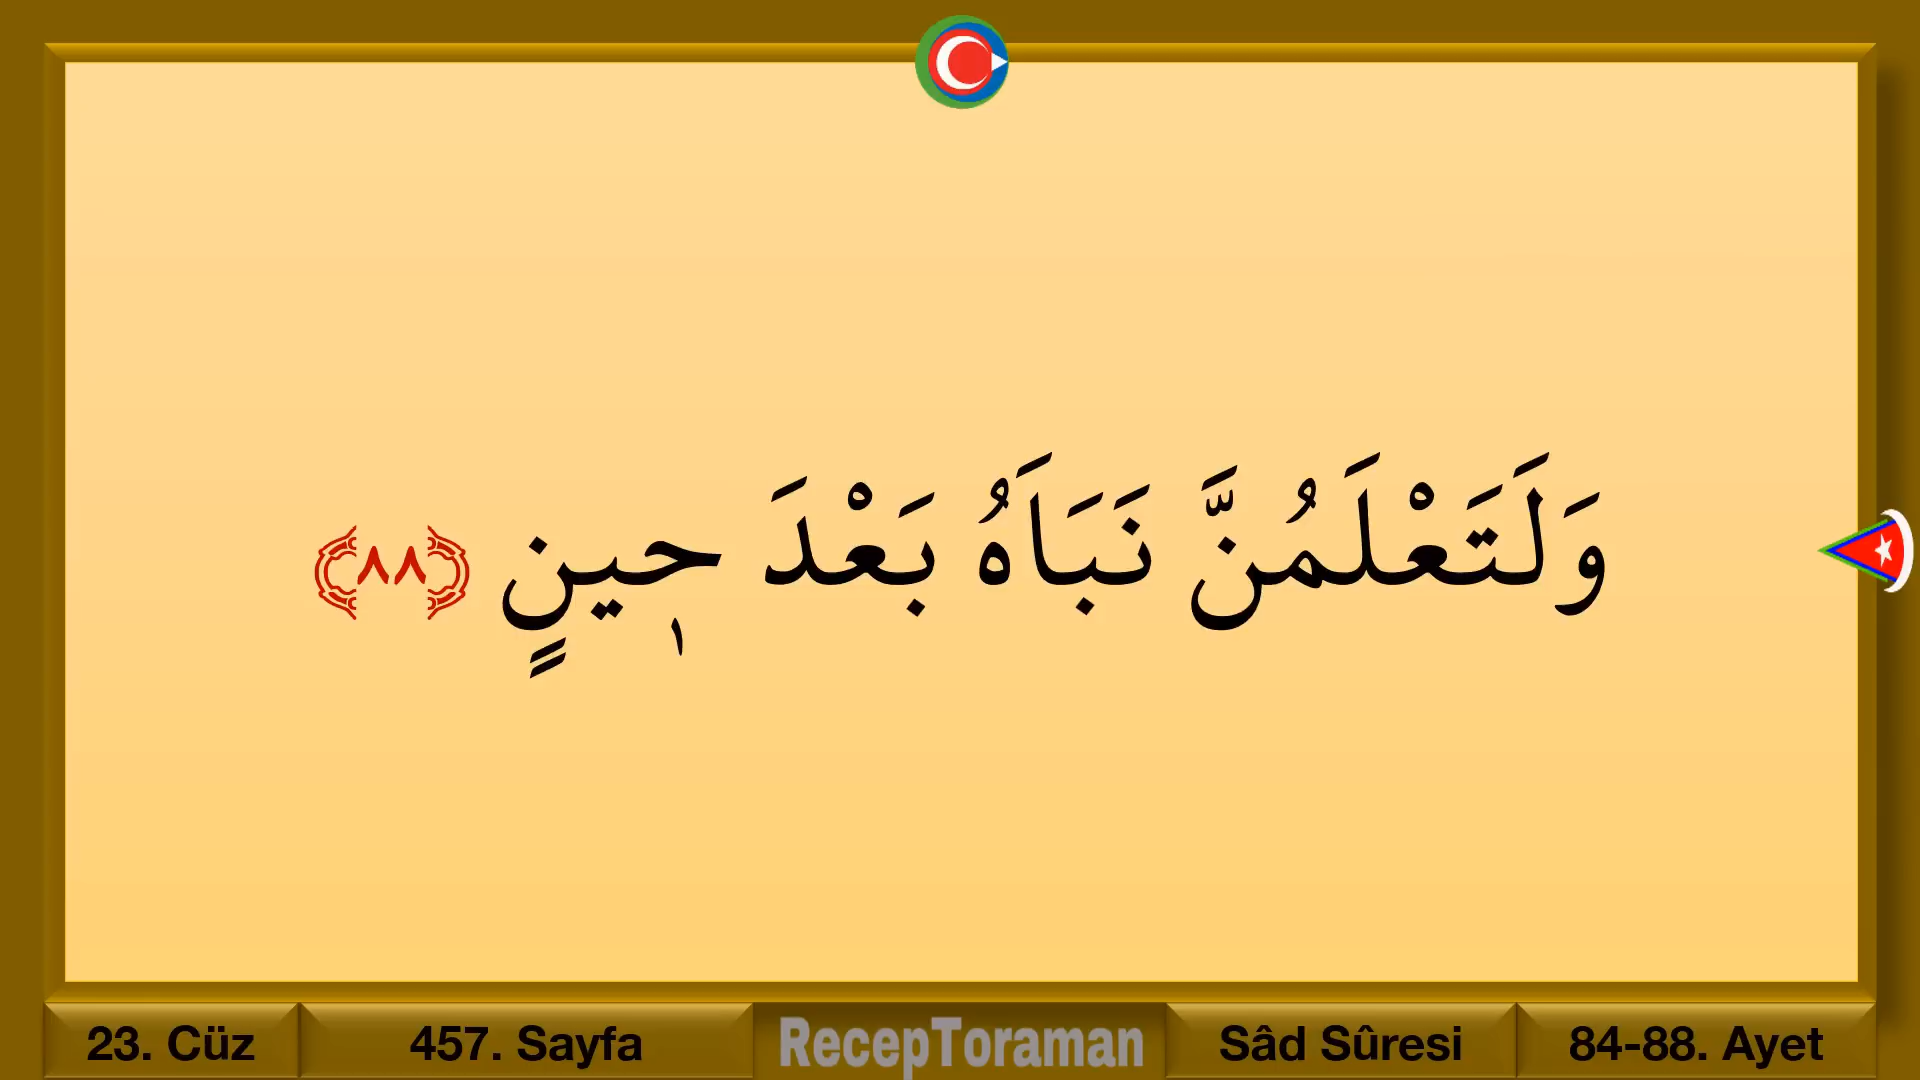 وَلَتَعْلَمُنَّ نَبَاَهُ بَعْدَ ح۪ينٍ ﴿٨٨﴾
23. Cüz
457. Sayfa
RecepToraman
Sâd Sûresi
84-88. Ayet